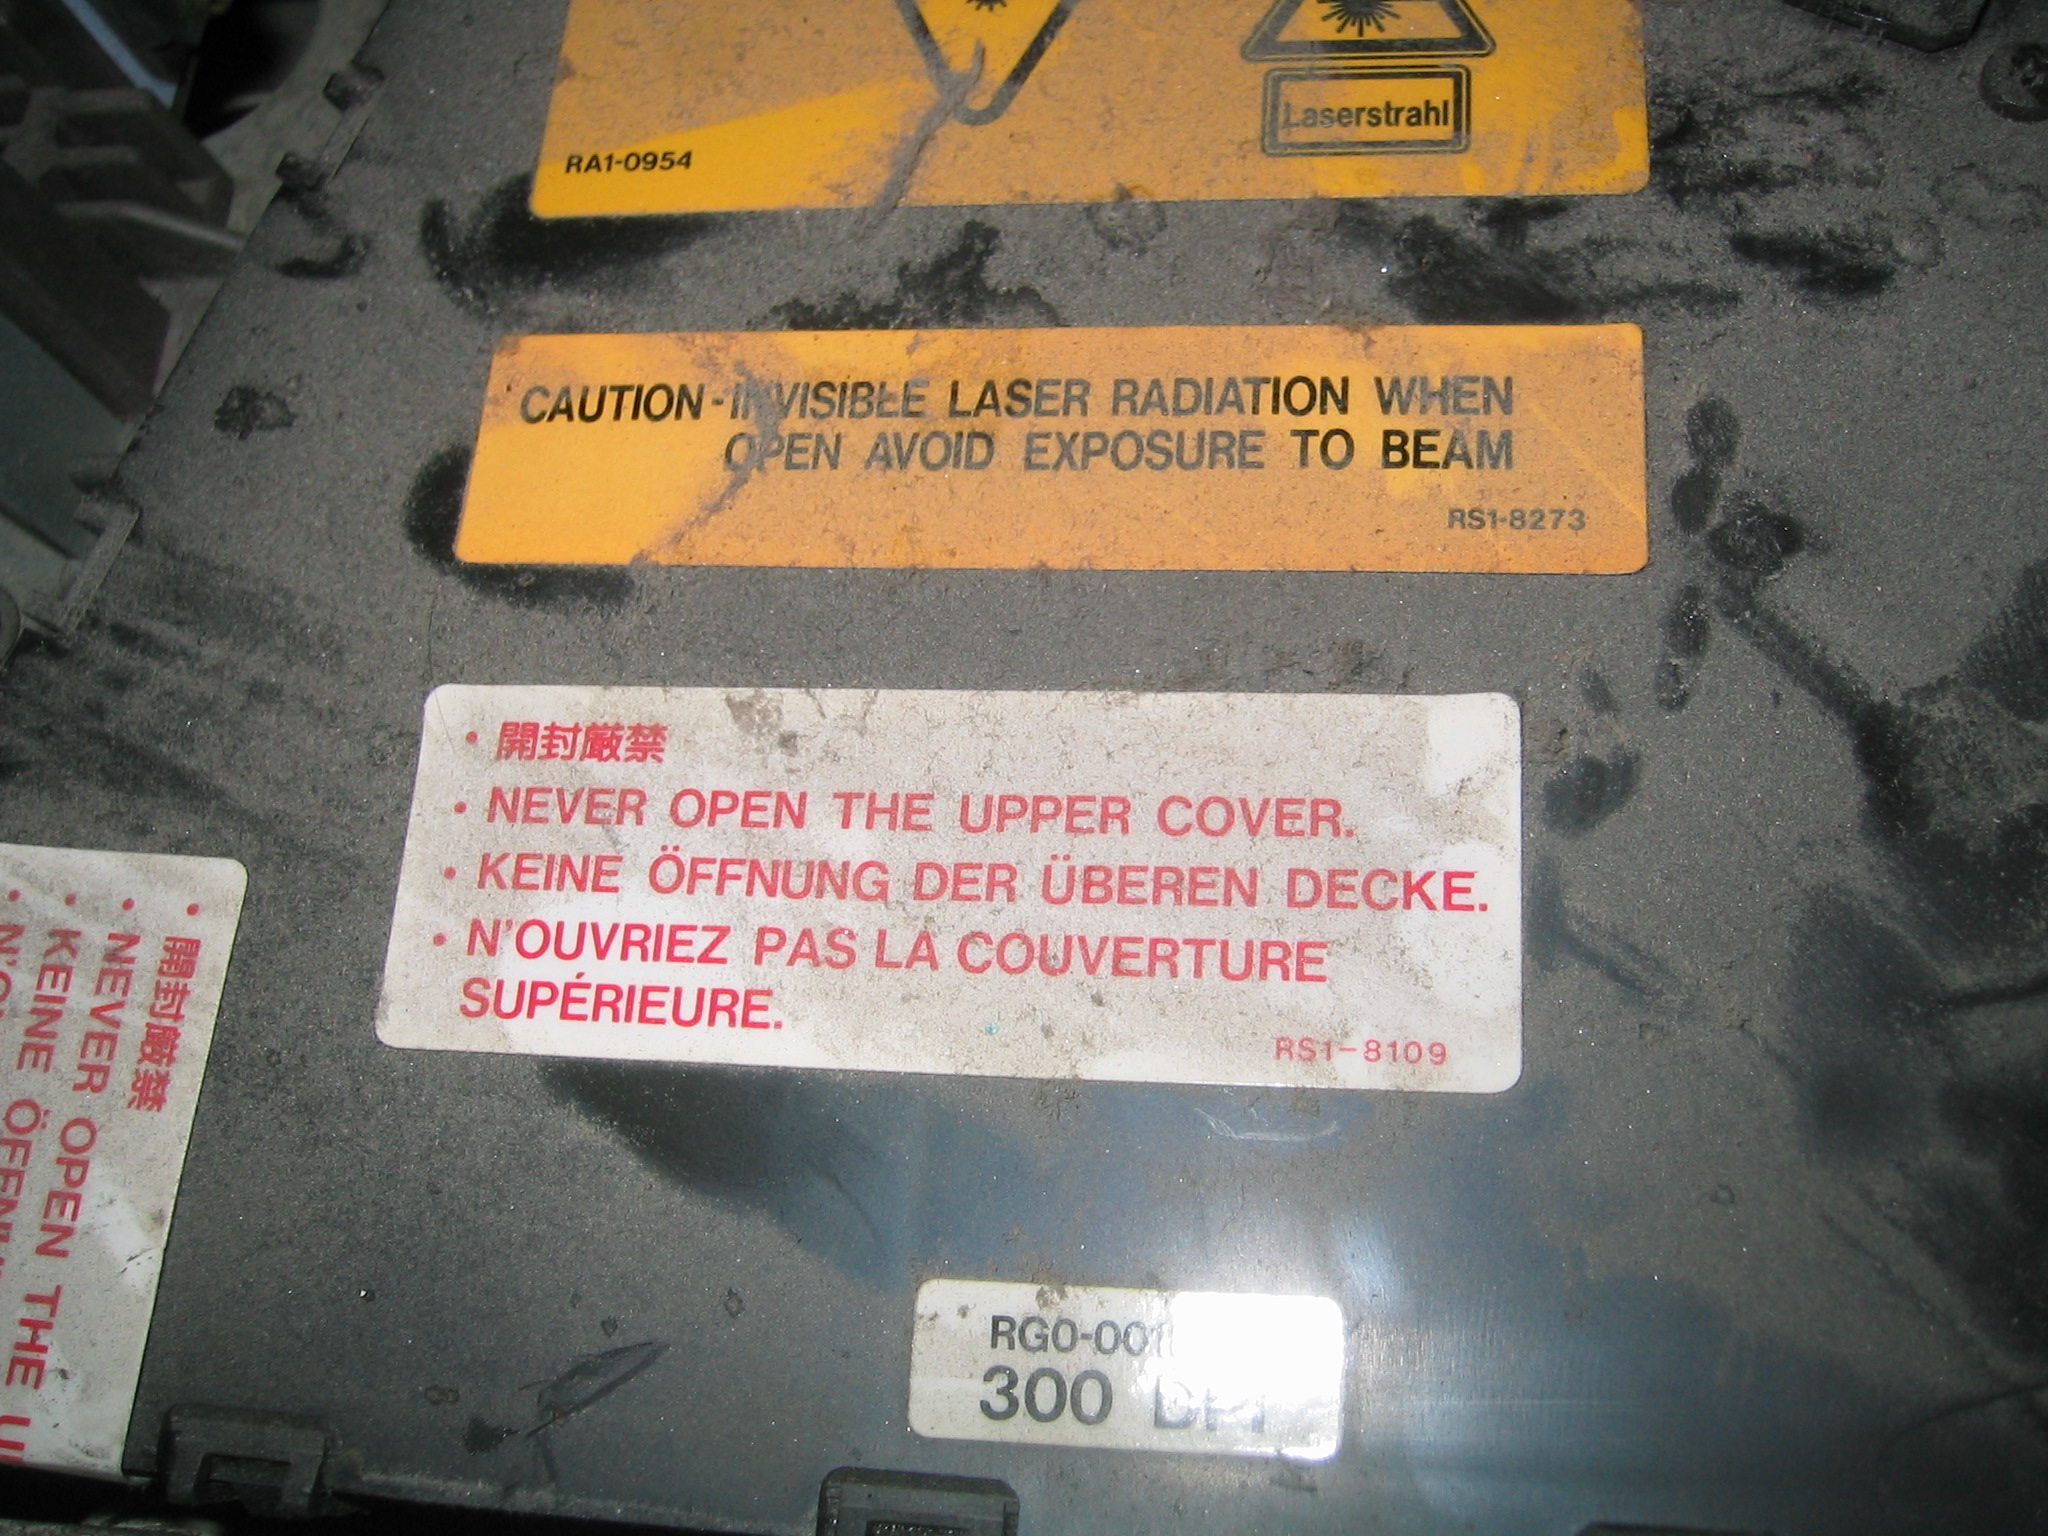 Laserstrahl
RA1-0954
CAUTION - INVISIBLE LASER RADIATION WHEN
OPEN AVOID EXPOSURE TO BEAM
RS1-8273
• 開封厳禁
• NEVER OPEN THE UPPER COVER.
• KEINE ÖFFNUNG DER ÜBEREN DECKE.
• N'OUVRIEZ PAS LA COUVERTURE
SUPÉRIEURE.
RS1-8109
• 開封厳禁
• NEVER OPEN THE
• KEINE
300 DPI